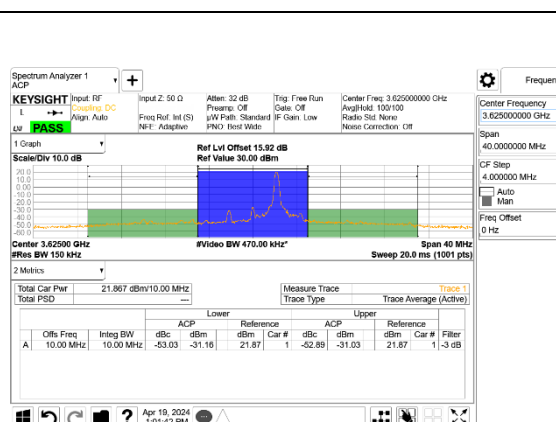 Spectrum Analyzer 1
ACP
+
Frequen
KEYSIGHT
L
PASS
Input: RF
Coupling: DC
Align: Auto
Input Z: 50 Ω
Freq Ref: Int (S)
NFE: Adaptive
Atten: 32 dB
Preamp: Off
µW Path: Standard
PNO: Best Wide
Trig: Free Run
Gate: Off
IF Gain: Low
Center Freq: 3.625000000 GHz
Avg|Hold: 100/100
Radio Std: None
Noise Correction: Off
Center Frequency
3.625000000 GHz
Span
40.0000000 MHz
CF Step
4.000000 MHz
Auto
Man
Freq Offset
0 Hz
1 Graph
Scale/Div 10.0 dB
Ref Lvl Offset 15.92 dB
Ref Value 30.00 dBm
20.0
10.0
0.00
-10.0
-20.0
-30.0
-40.0
-50.0
-60.0
Center 3.62500 GHz
#Res BW 150 kHz
#Video BW 470.00 kHz*
Span 40 MHz
Sweep 20.0 ms (1001 pts)
2 Metrics
Total Car Pwr 21.867 dBm/10.00 MHz
Total PSD ---
Measure Trace Trace 1
Trace Type Trace Average (Active)
Lower Upper
ACP Reference ACP Reference
Offs Freq Integ BW dBc dBm dBm Car # dBc dBm dBm Car # Filter
A 10.00 MHz 10.00 MHz -53.03 -31.16 21.87 1 -52.89 -31.03 21.87 1 -3 dB
?
Apr 19, 2024
1:01:42 PM